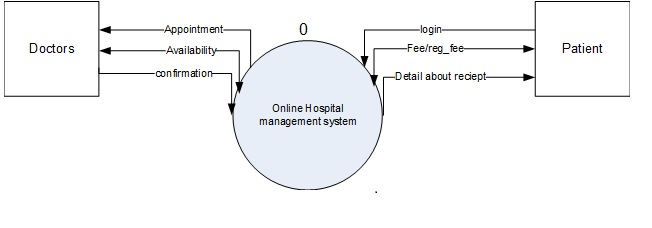 0
Doctors
Appointment
Availability
confirmation
Online Hospital
management system
login
Fee/reg_fee
Detail about reciept
Patient